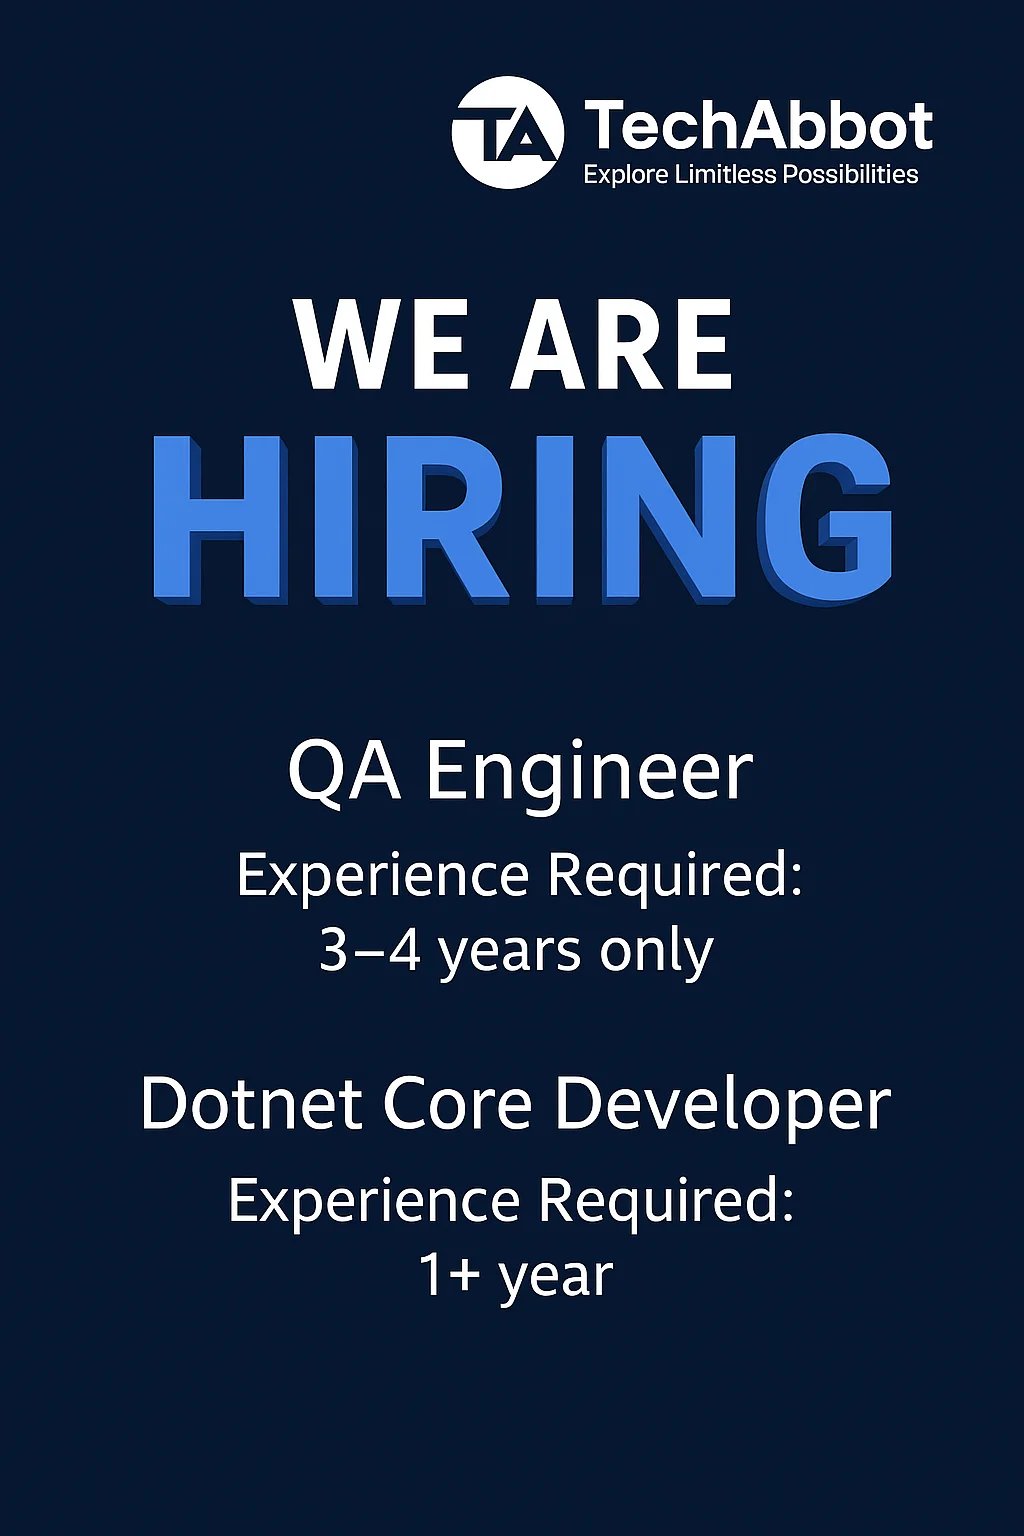 TA TechAbbot
Explore Limitless Possibilities
WE ARE
HIRING
QA Engineer
Experience Required:
3–4 years only
Dotnet Core Developer
Experience Required:
1+ year